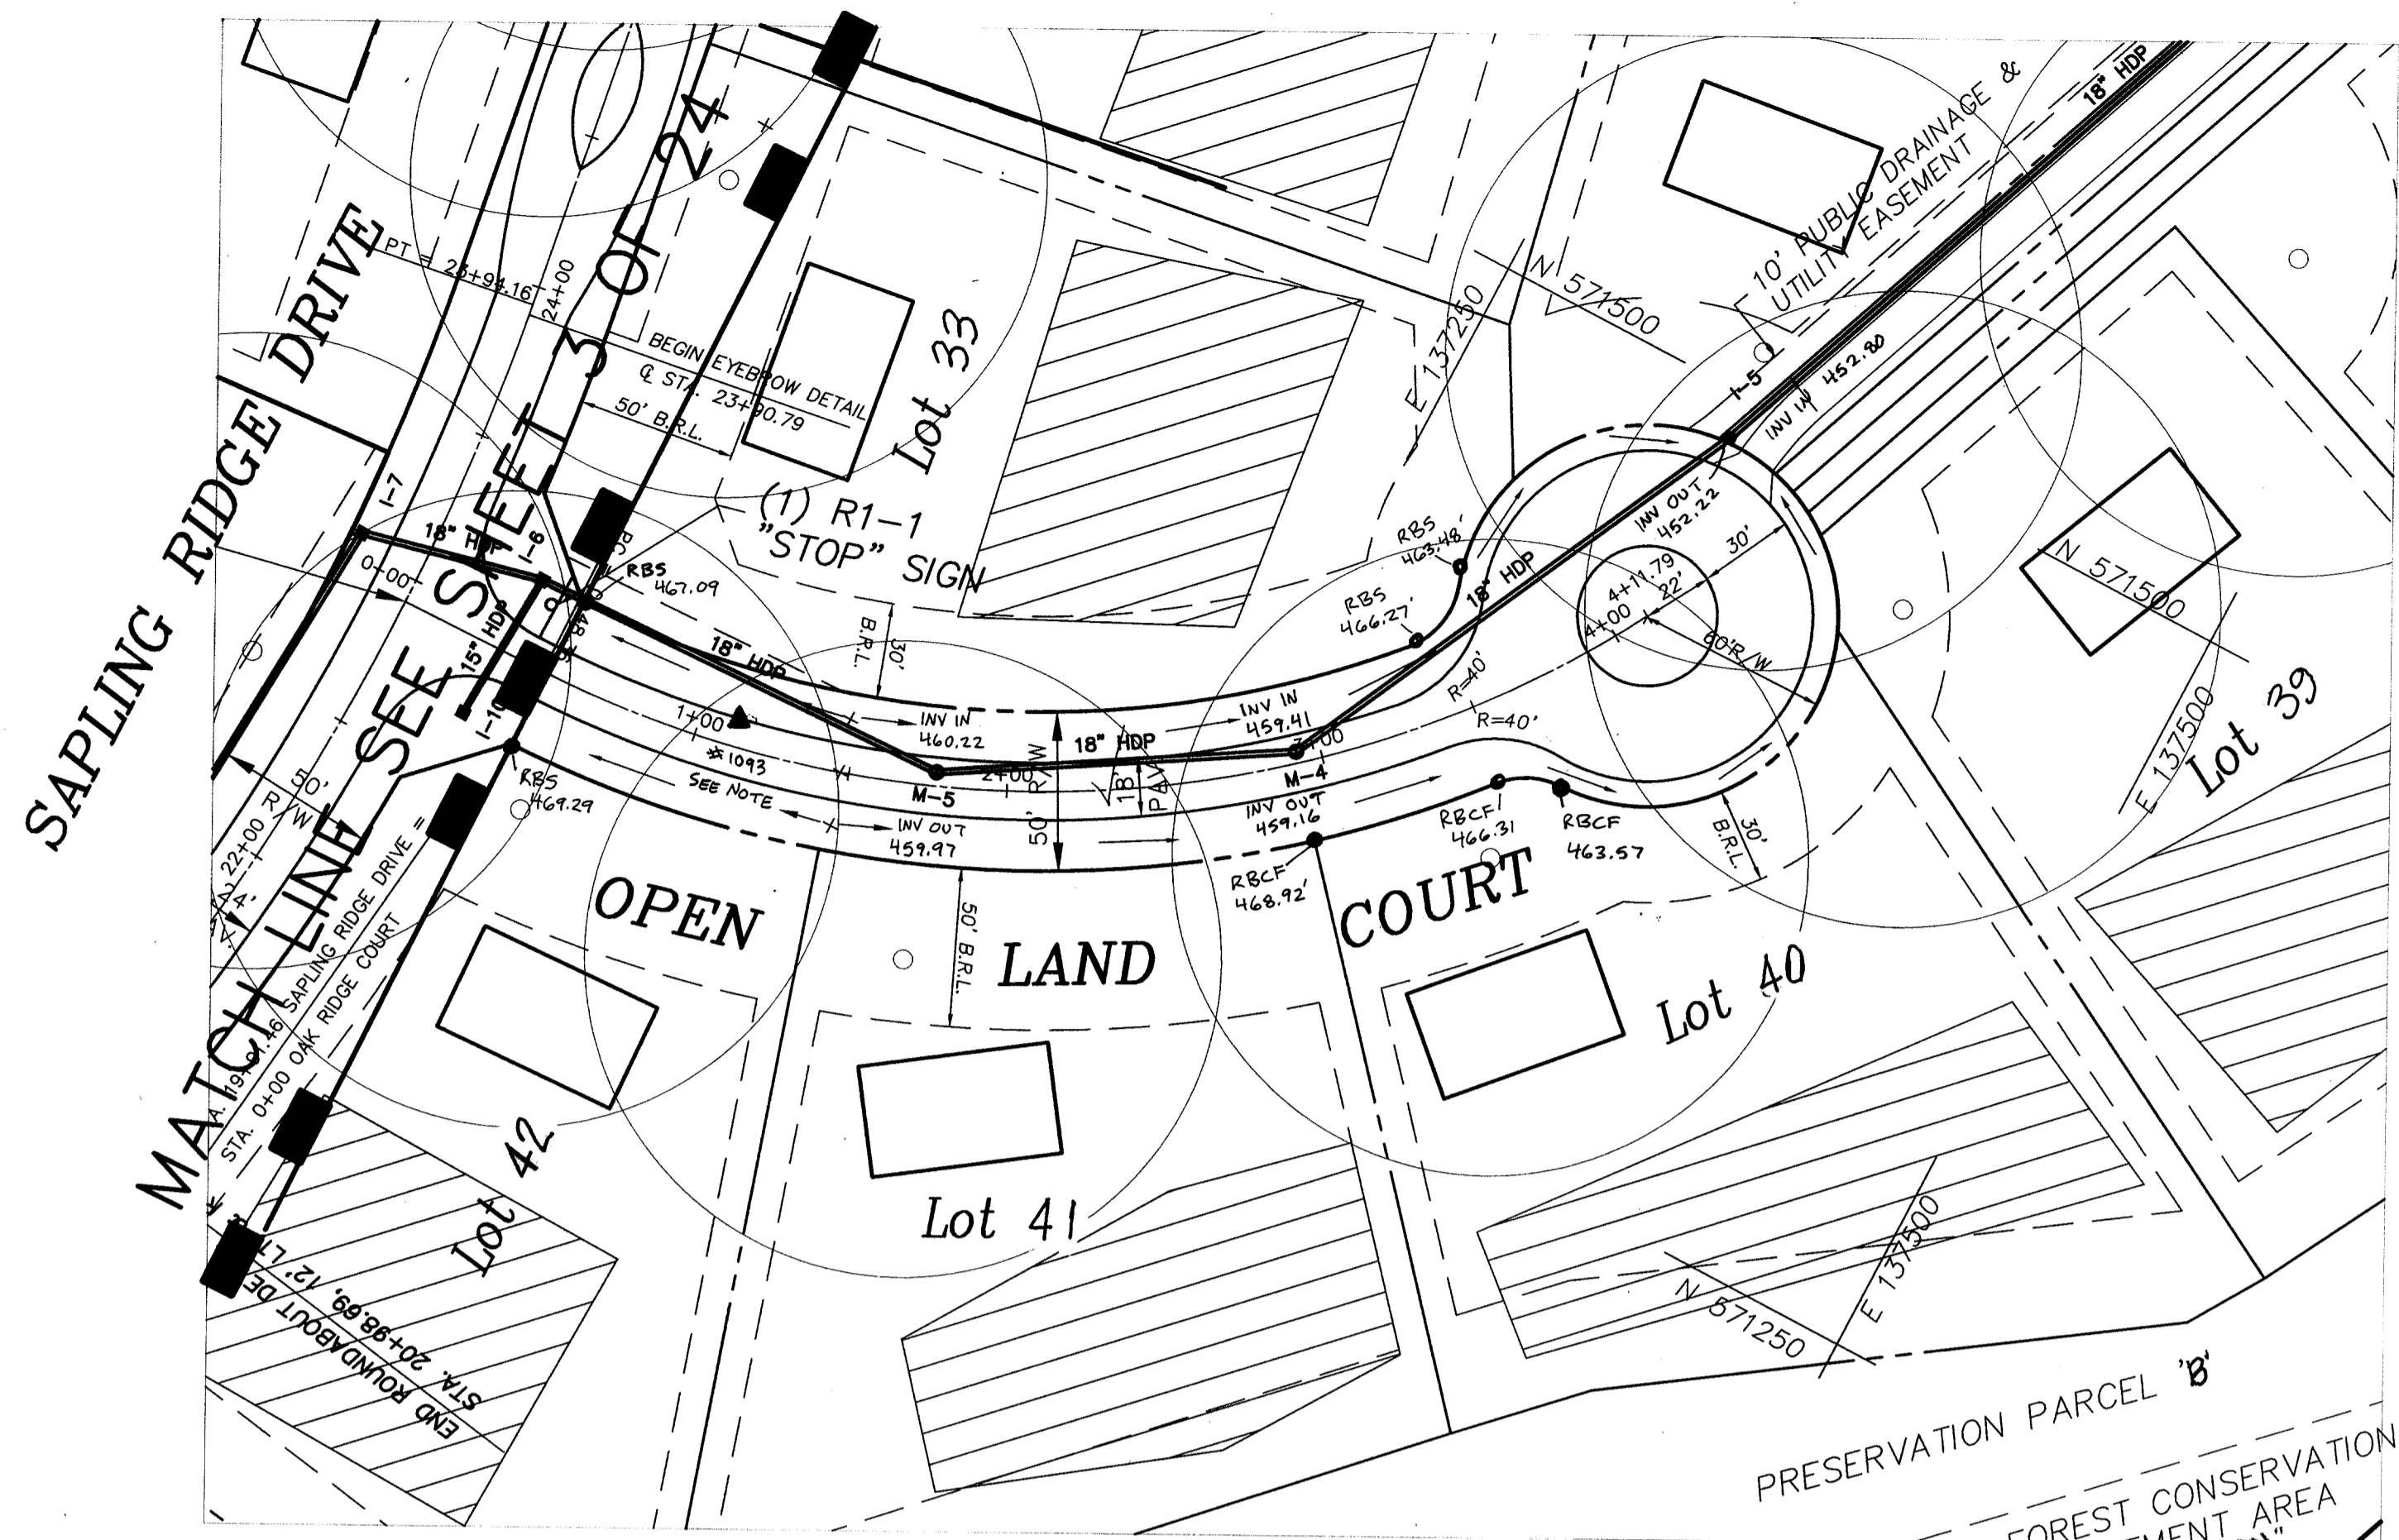 SAPLING RIDGE DRIVE
MATCH LINE SEE SHEET 3 OF 24
PT = 23+94.16
24+00
BEGIN EYEBROW DETAIL
℄ STA. 23+90.79
50' B.R.L.
Lot 33
(1) R1-1
"STOP" SIGN
N 571500
E 137250
10' PUBLIC DRAINAGE &
UTILITY EASEMENT
18" HDP
I-5
INV IN 452.80
INV OUT
452.22
30'
4+11.79
22'
4+00
60'R/W
I-7
18" HDP
I-6
0+00
15" HDP
I-10
RBS
467.09
18" HDP
30'
B.R.L.
RBS
463.48'
RBS
466.27'
18" HDP
R=40'
R=40'
1+00
*1093
SEE NOTE
INV IN
460.22
M-5
2+00
18" HDP
50' R/W
18'
PAV
INV IN
459.41
3+00
M-4
INV OUT
459.16
INV OUT
459.97
RBS
469.29
RBCF'
466.31
RBCF
463.57
RBCF
468.92'
30'
B.R.L.
N 571500
E 137500
Lot 39
50'
R/W
22+00
SAPLING RIDGE DRIVE =
STA. 0+00 OAK RIDGE COURT
OPEN LAND COURT
50' B.R.L.
Lot 40
Lot 41
Lot 42
END ROUNDABOUT DE
STA. 20+98.69, 12' LT
N 571250
E 137500
PRESERVATION PARCEL 'B'
FOREST CONSERVATION
MENT AREA